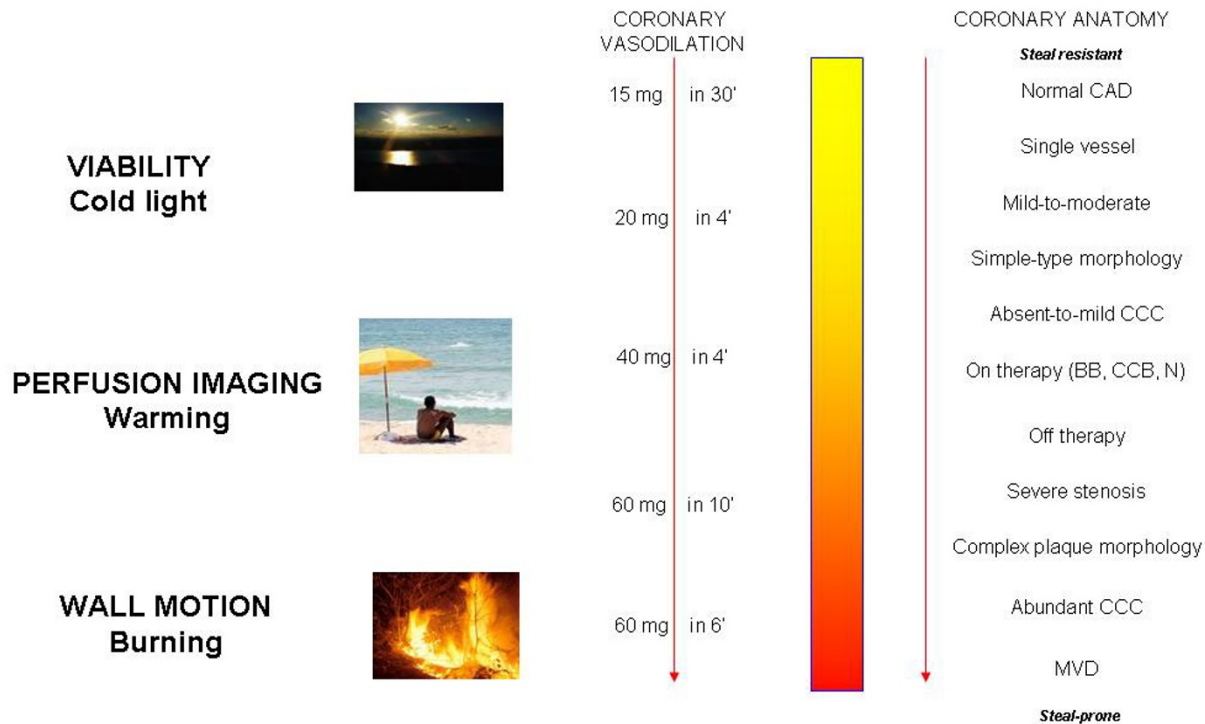 CORONARY
VASODILATION
CORONARY ANATOMY
Steal resistant
15 mg in 30'
Normal CAD
Single vessel
VIABILITY
Cold light
Mild-to-moderate
20 mg in 4'
Simple-type morphology
Absent-to-mild CCC
40 mg in 4'
On therapy (BB, CCB, N)
PERFUSION IMAGING
Warming
Off therapy
Severe stenosis
60 mg in 10'
Complex plaque morphology
WALL MOTION
Burning
Abundant CCC
60 mg in 6'
MVD
Steal-prone